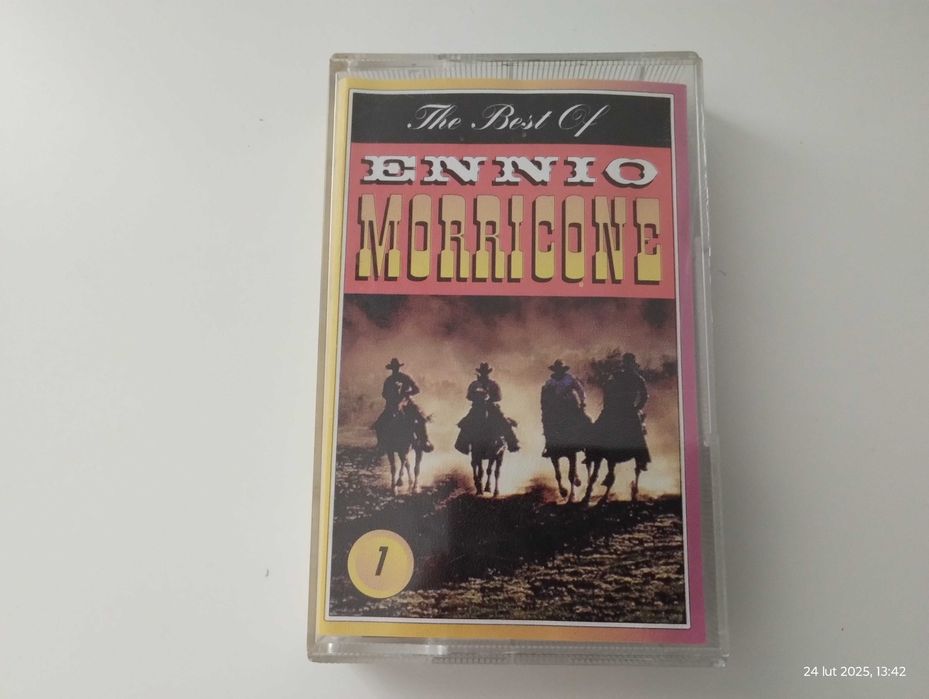 The Best Of
ENNIO
MORRICONE
1
24 lut 2025, 13:42